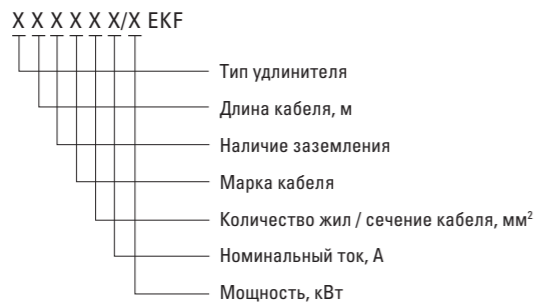 X X X X X X/X EKF
Тип удлинителя
Длина кабеля, м
Наличие заземления
Марка кабеля
Количество жил / сечение кабеля, мм²
Номинальный ток, А
Мощность, кВт